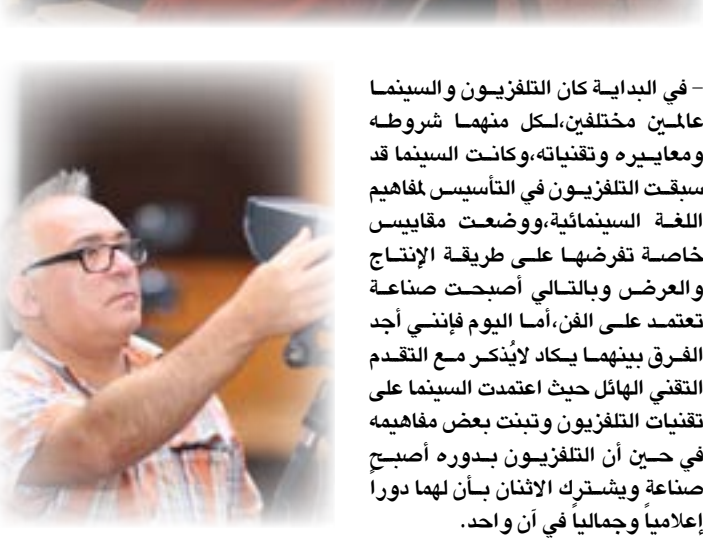 – في البداية كان التلفزيون والسينما
عالمين مختلفين،لكل منهما شروطه
ومعاييره وتقنياته،وكانت السينما قد
سبقت التلفزيون في التأسيس لمفاهيم
اللغة السينمائية،ووضعت مقاييس
خاصة تفرضها على طريقة الإنتاج
والعرض وبالتالي أصبحت صناعة
تعتمد على الفن،أما اليوم فإنني أجد
الفرق بينهما يكاد لايُذكر مع التقدم
التقني الهائل حيث اعتمدت السينما على
تقنيات التلفزيون وتبنت بعض مفاهيمه
في حين أن التلفزيون بدوره أصبح
صناعة ويشترك الاثنان بأن لهما دوراً
إعلامياً وجمالياً في آن واحد.